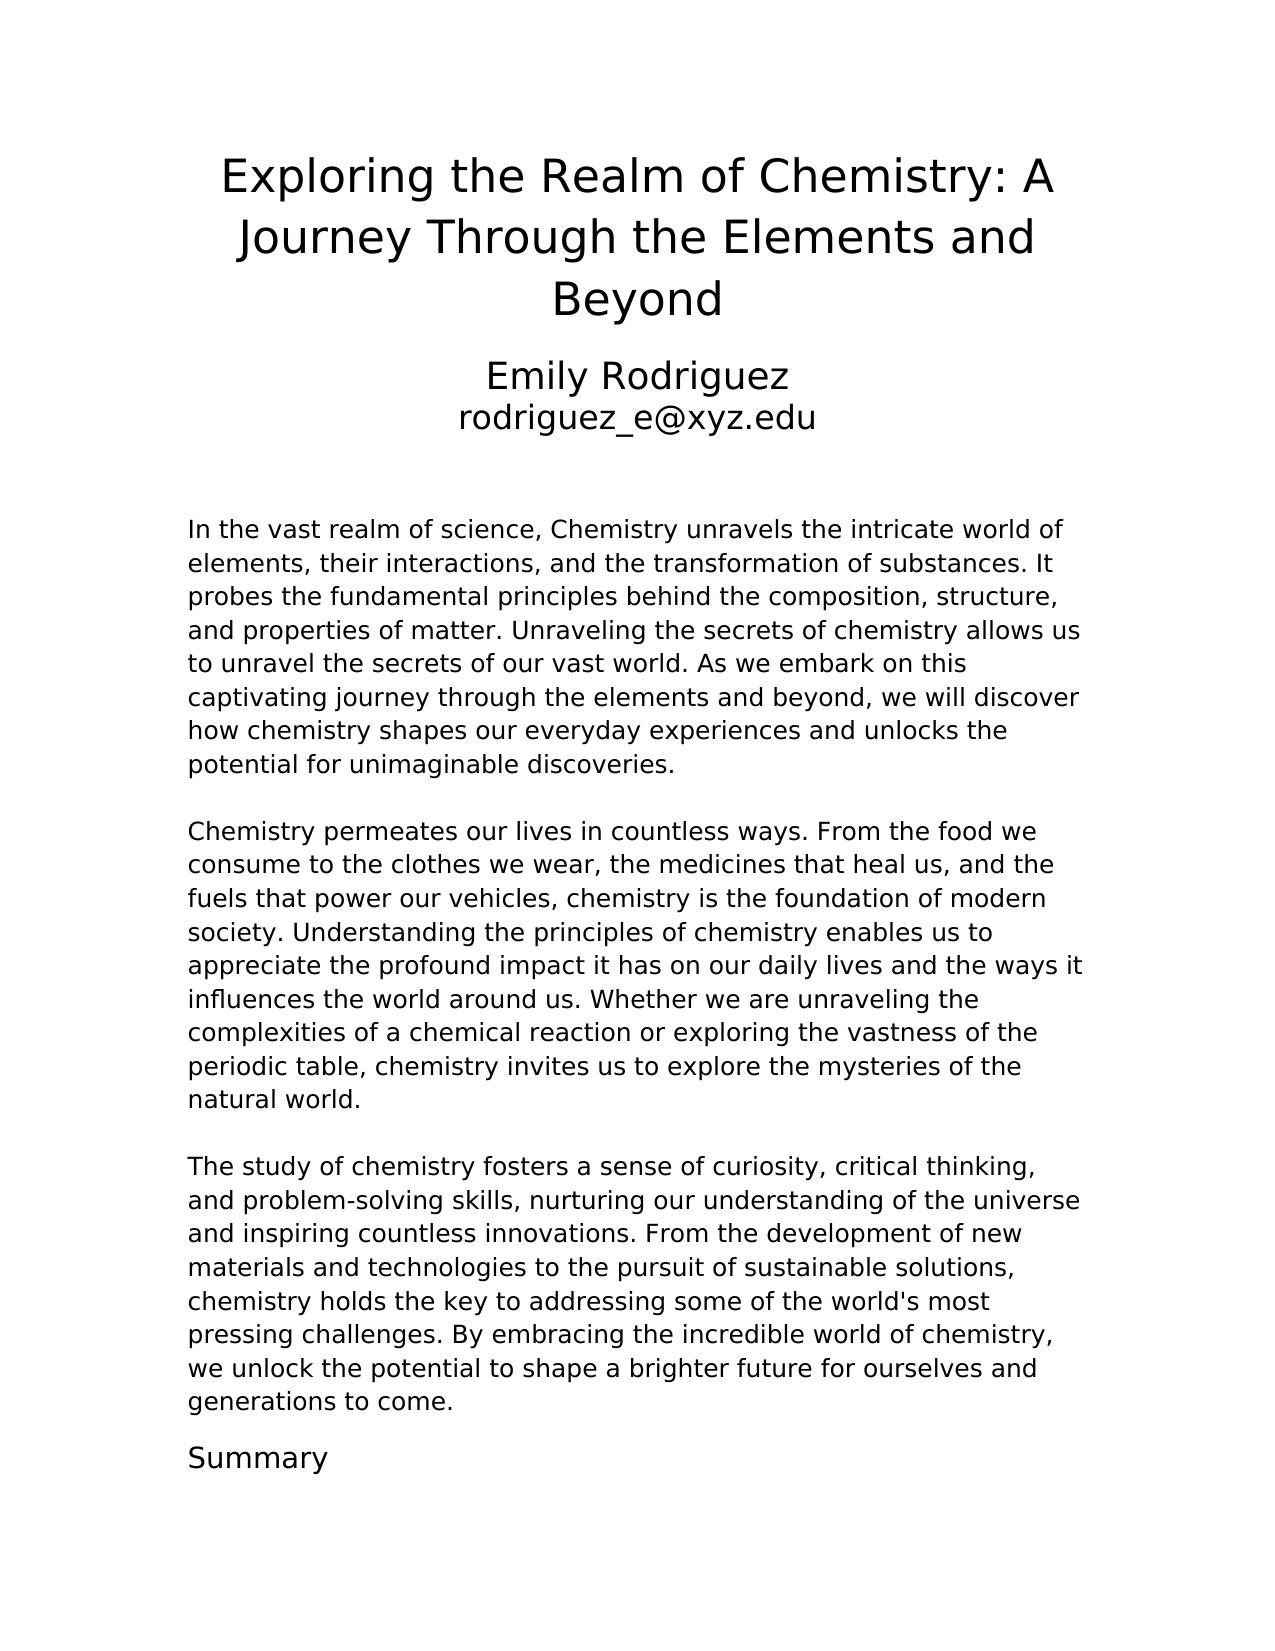 Exploring the Realm of Chemistry: A
Journey Through the Elements and
Beyond
Emily Rodriguez
rodriguez_e@xyz.edu
In the vast realm of science, Chemistry unravels the intricate world of
elements, their interactions, and the transformation of substances. It
probes the fundamental principles behind the composition, structure,
and properties of matter. Unraveling the secrets of chemistry allows us
to unravel the secrets of our vast world. As we embark on this
captivating journey through the elements and beyond, we will discover
how chemistry shapes our everyday experiences and unlocks the
potential for unimaginable discoveries.
Chemistry permeates our lives in countless ways. From the food we
consume to the clothes we wear, the medicines that heal us, and the
fuels that power our vehicles, chemistry is the foundation of modern
society. Understanding the principles of chemistry enables us to
appreciate the profound impact it has on our daily lives and the ways it
influences the world around us. Whether we are unraveling the
complexities of a chemical reaction or exploring the vastness of the
periodic table, chemistry invites us to explore the mysteries of the
natural world.
The study of chemistry fosters a sense of curiosity, critical thinking,
and problem-solving skills, nurturing our understanding of the universe
and inspiring countless innovations. From the development of new
materials and technologies to the pursuit of sustainable solutions,
chemistry holds the key to addressing some of the world's most
pressing challenges. By embracing the incredible world of chemistry,
we unlock the potential to shape a brighter future for ourselves and
generations to come.
Summary